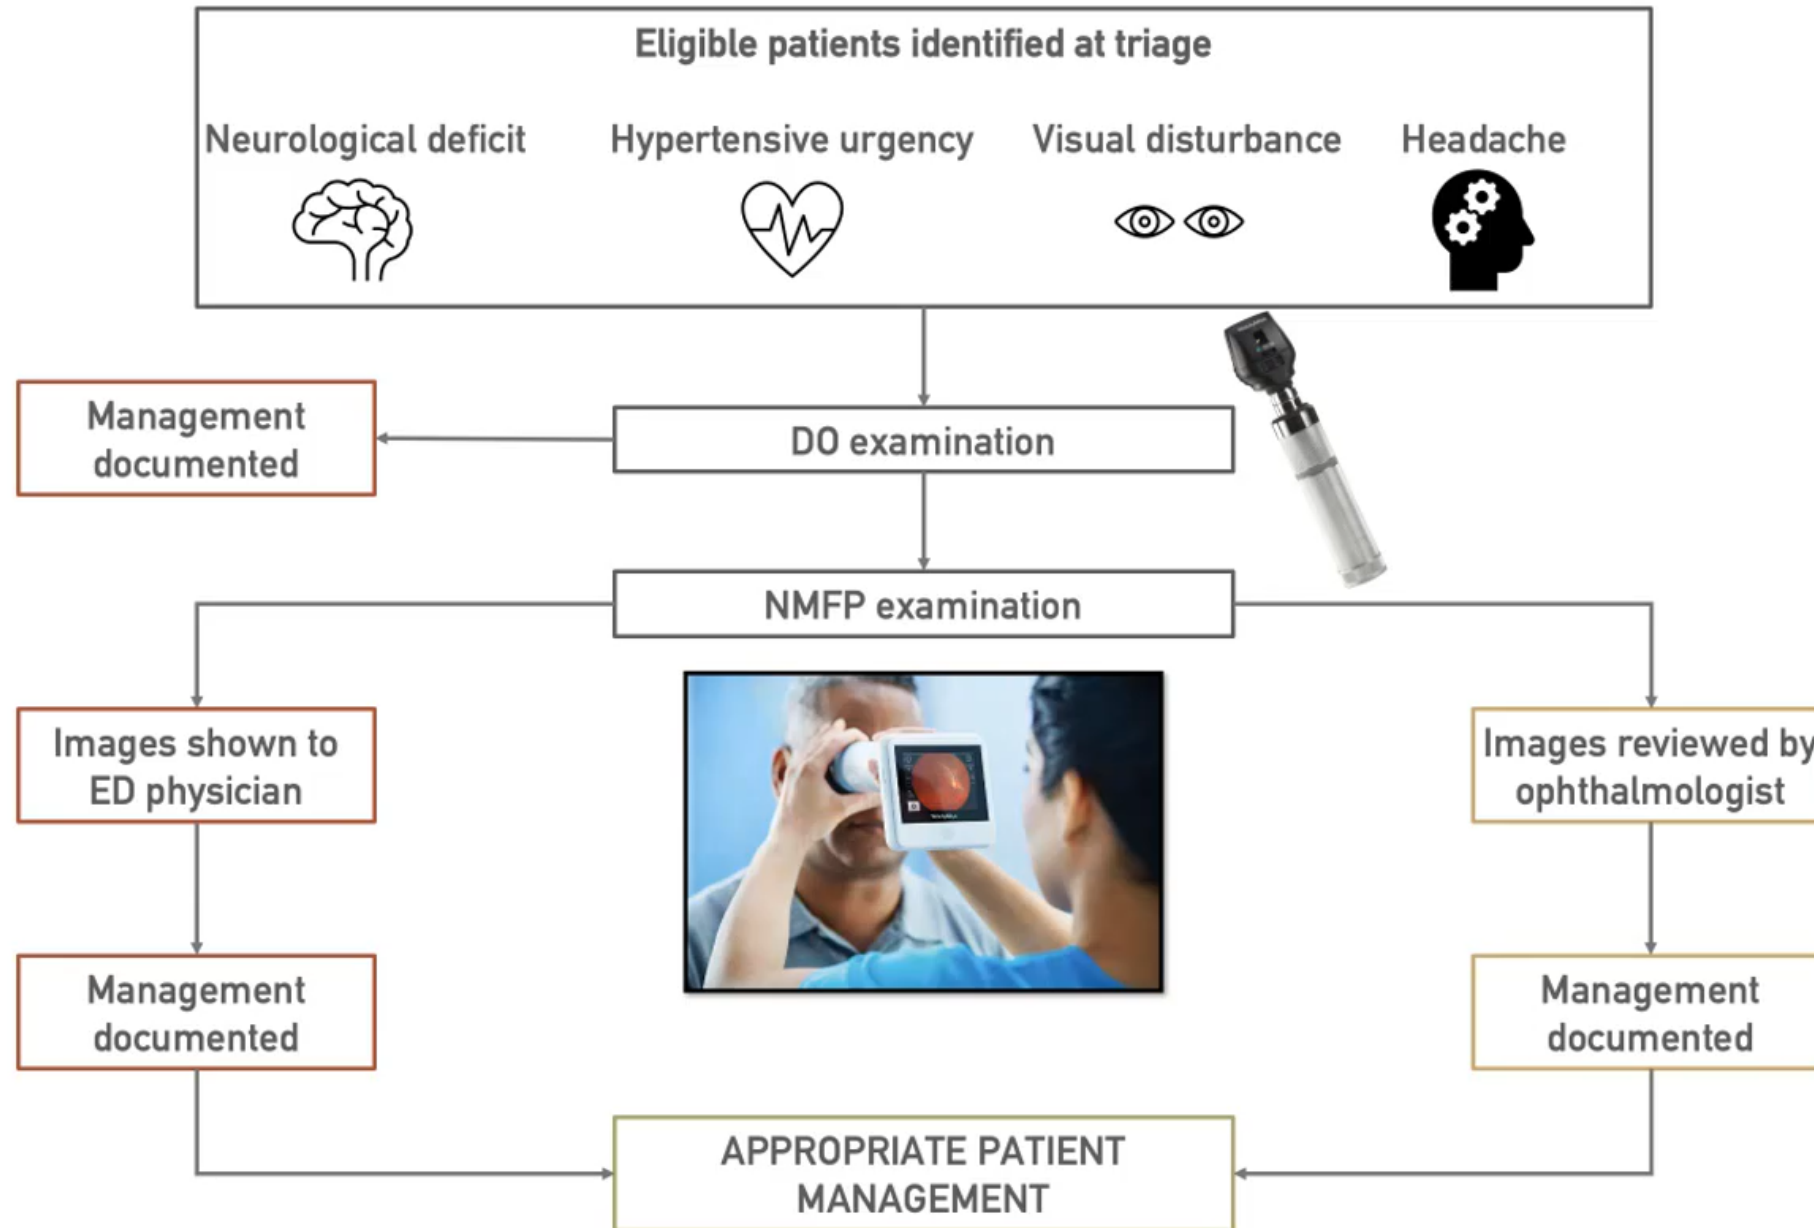 Eligible patients identified at triage
Neurological deficit
Hypertensive urgency
Visual disturbance
Headache
Management
documented
DO examination
NMFP examination
Images shown to
ED physician
Images reviewed by
ophthalmologist
Management
documented
Management
documented
APPROPRIATE PATIENT
MANAGEMENT